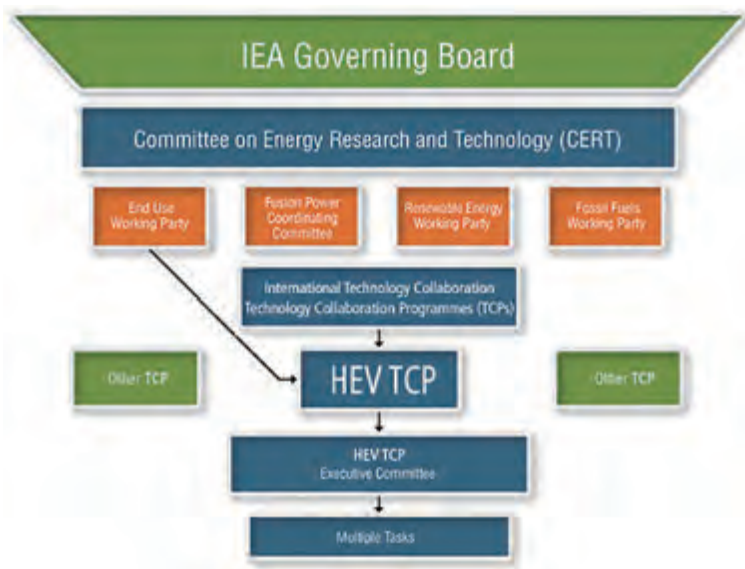 IEA Governing Board
Committee on Energy Research and Technology (CERT)
End Use
Working Party
Fusion Power
Coordinating
Committee
Renewable Energy
Working Party
Fossil Fuels
Working Party
International Technology Collaboration
Technology Collaboration Programmes (TCPs)
Other TCP
HEV TCP
Other TCP
HEV TCP
Executive Committee
Multiple Tasks